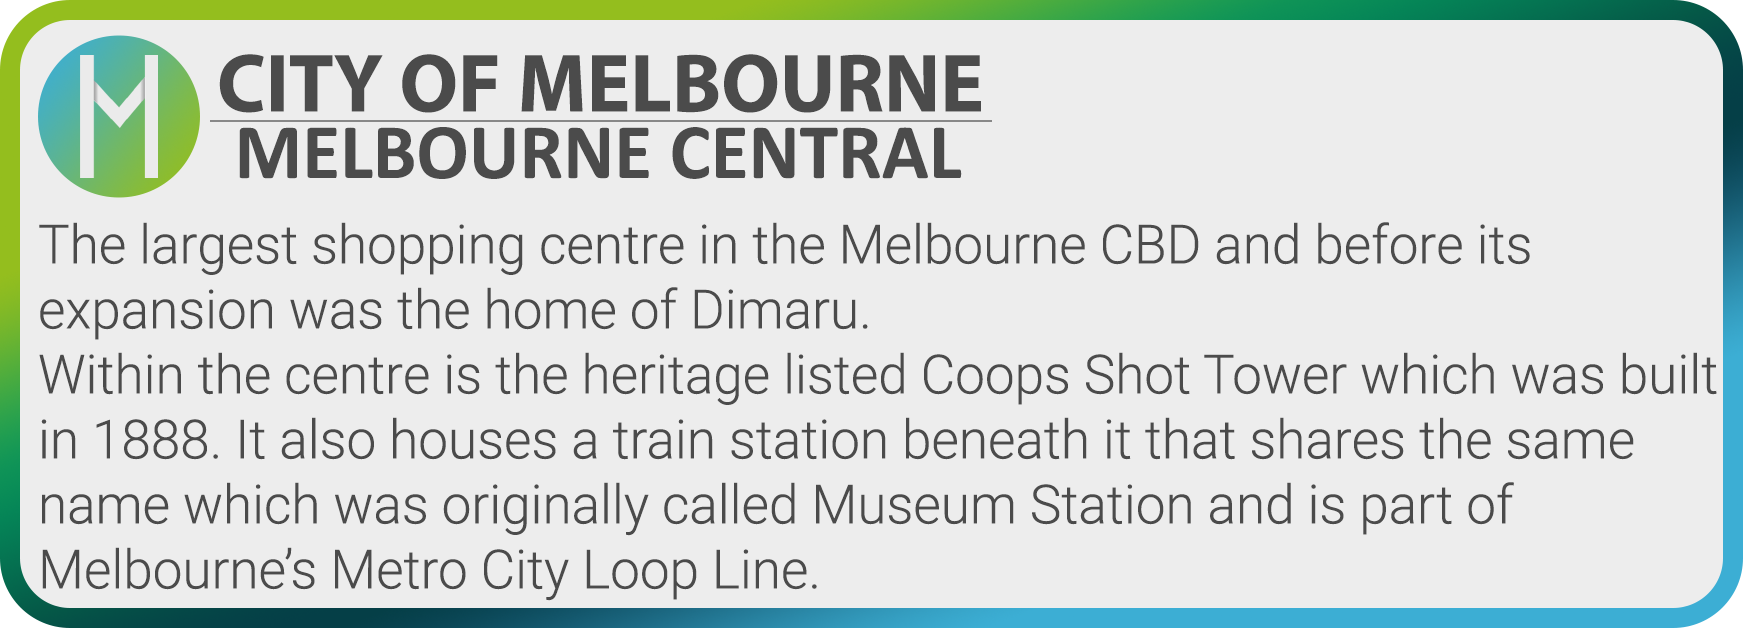 CITY OF MELBOURNE
MELBOURNE CENTRAL
The largest shopping centre in the Melbourne CBD and before its
expansion was the home of Dimaru.
Within the centre is the heritage listed Coops Shot Tower which was built
in 1888. It also houses a train station beneath it that shares the same
name which was originally called Museum Station and is part of
Melbourne’s Metro City Loop Line.